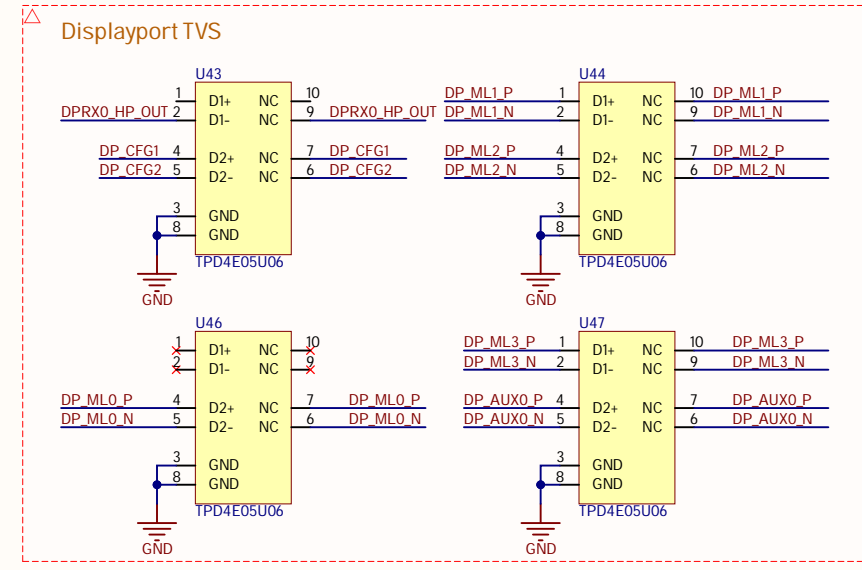 Displayport TVS
U43
1 D1+ NC 10
DPRX0_HP_OUT 2 D1- NC 9 DPRX0_HP_OUT
DP_CFG1 4 D2+ NC 7 DP_CFG1
DP_CFG2 5 D2- NC 6 DP_CFG2
3 GND
8 GND
TPD4E05U06
GND
U44
DP_ML1_P 1 D1+ NC 10 DP_ML1_P
DP_ML1_N 2 D1- NC 9 DP_ML1_N
DP_ML2_P 4 D2+ NC 7 DP_ML2_P
DP_ML2_N 5 D2- NC 6 DP_ML2_N
3 GND
8 GND
TPD4E05U06
GND
U46
1 D1+ NC 10
2 D1- NC 9
DP_ML0_P 4 D2+ NC 7 DP_ML0_P
DP_ML0_N 5 D2- NC 6 DP_ML0_N
3 GND
8 GND
TPD4E05U06
GND
U47
DP_ML3_P 1 D1+ NC 10 DP_ML3_P
DP_ML3_N 2 D1- NC 9 DP_ML3_N
DP_AUX0_P 4 D2+ NC 7 DP_AUX0_P
DP_AUX0_N 5 D2- NC 6 DP_AUX0_N
3 GND
8 GND
TPD4E05U06
GND